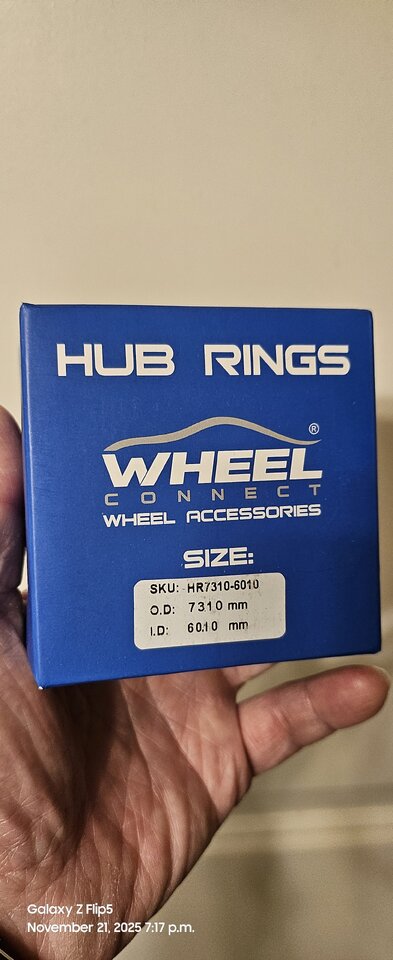 HUB RINGS
®
WHEEL
CONNECT
WHEEL ACCESSORIES
SIZE:
SKU: HR7310-6010
O.D: 7310 mm
I.D: 6010 mm
Galaxy Z Flip5
November 21, 2025 7:17 p.m.